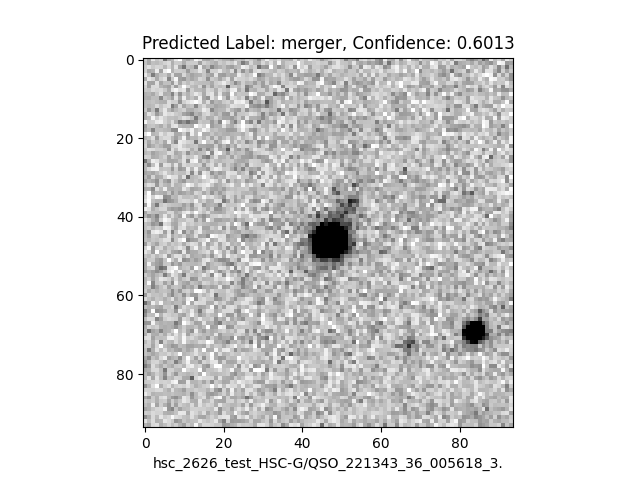 Predicted Label: merger, Confidence: 0.6013
0
20
40
60
80
0 20 40 60 80
hsc_2626_test_HSC-G/QSO_221343_36_005618_3.